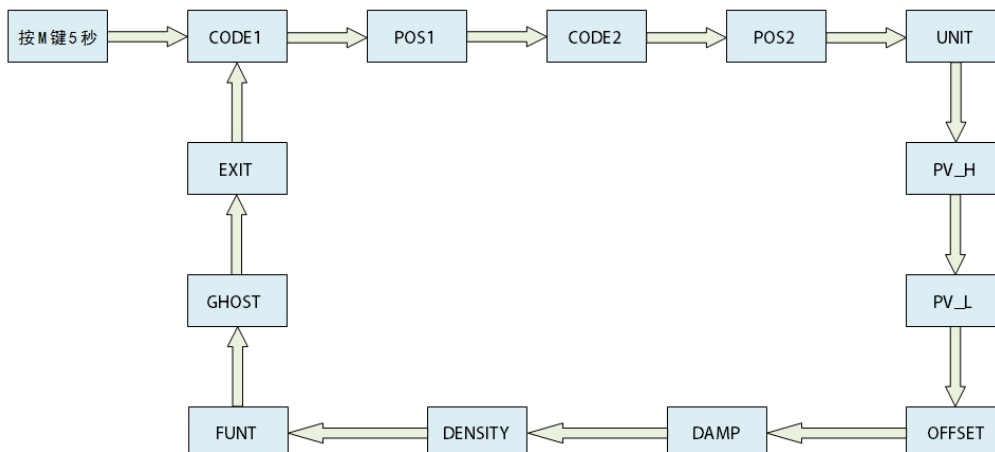 按M键5秒
CODE1
POS1
CODE2
POS2
UNIT
PV_H
PV_L
OFFSET
DAMP
DENSITY
FUNT
GHOST
EXIT